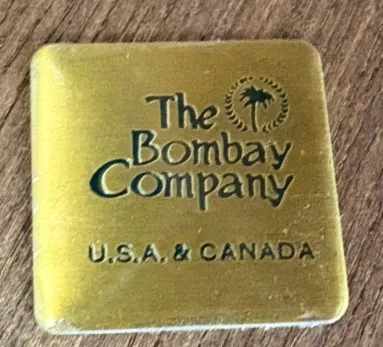 The
Bombay
Company
U.S.A. & CANADA